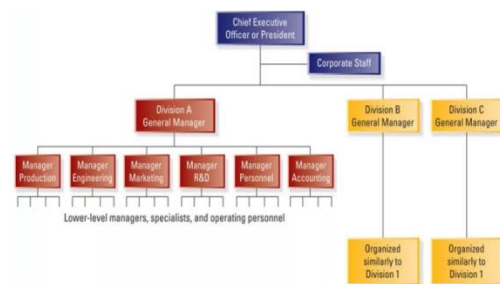 Chief Executive
Officer or President
Corporate Staff
Division A
General Manager
Division B
General Manager
Division C
General Manager
Manager
Production
Manager
Engineering
Manager
Marketing
Manager
R&D
Manager
Personnel
Manager
Accounting
Lower-level managers, specialists, and operating personnel
Organized
similarly to
Division 1
Organized
similarly to
Division 1